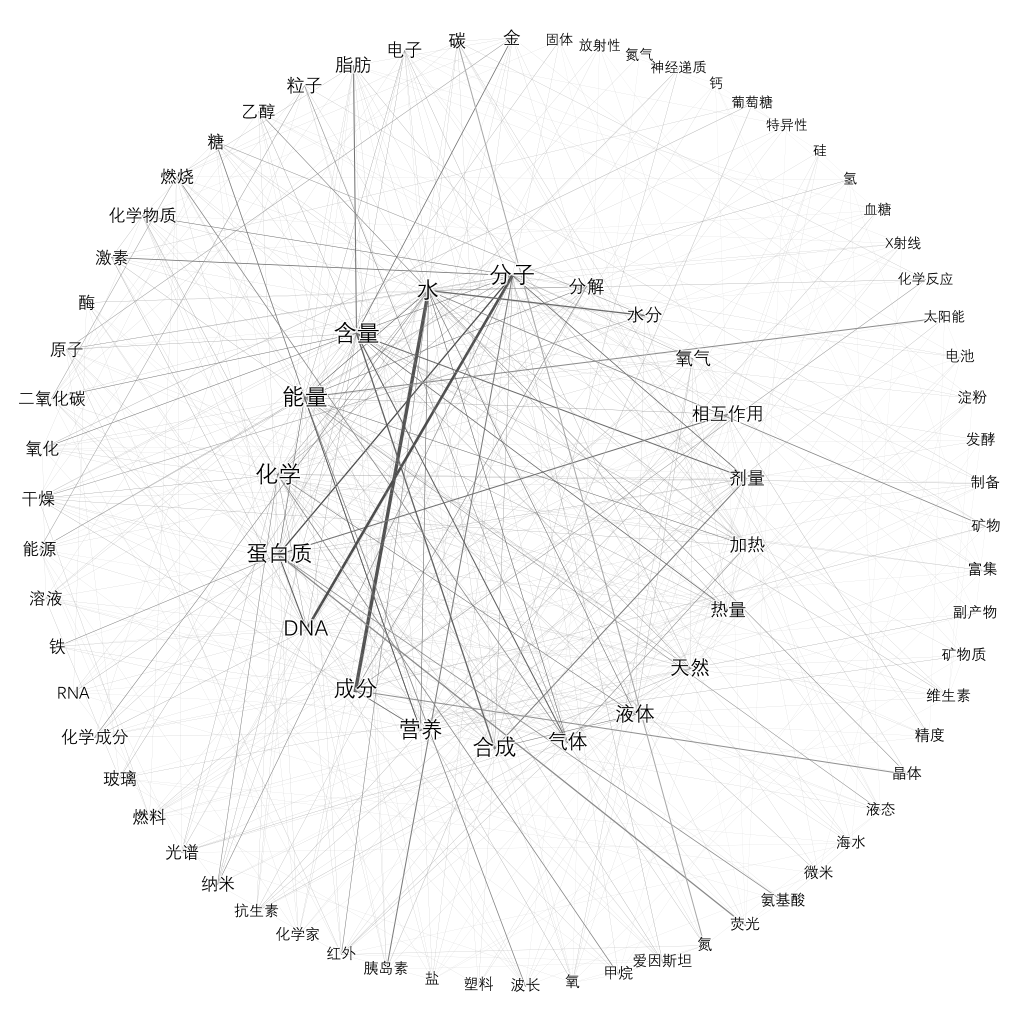 金
固体
放射性
氮气
神经递质
钙
葡萄糖
特异性
硅
氢
血糖
X射线
化学反应
太阳能
电池
淀粉
发酵
制备
矿物
富集
副产物
矿物质
维生素
精度
晶体
液态
海水
微米
氨基酸
荧光
氮
爱因斯坦
甲烷
氧
波长
塑料
盐
胰岛素
红外
化学家
抗生素
纳米
光谱
燃料
玻璃
化学成分
RNA
铁
溶液
能源
干燥
氧化
二氧化碳
原子
酶
激素
化学物质
燃烧
糖
乙醇
粒子
脂肪
电子
碳
分子
分解
水分
氧气
相互作用
剂量
加热
热量
天然
液体
气体
合成
营养
成分
DNA
蛋白质
化学
能量
含量
水